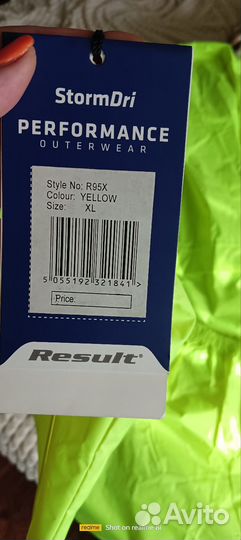 StormDri
PERFORMANCE
OUTERWEAR
Style No: R95X
Colour: YELLOW
Size: XL
5 055192 321841 >
Price:
Result®
realme Shot on realme
Avito